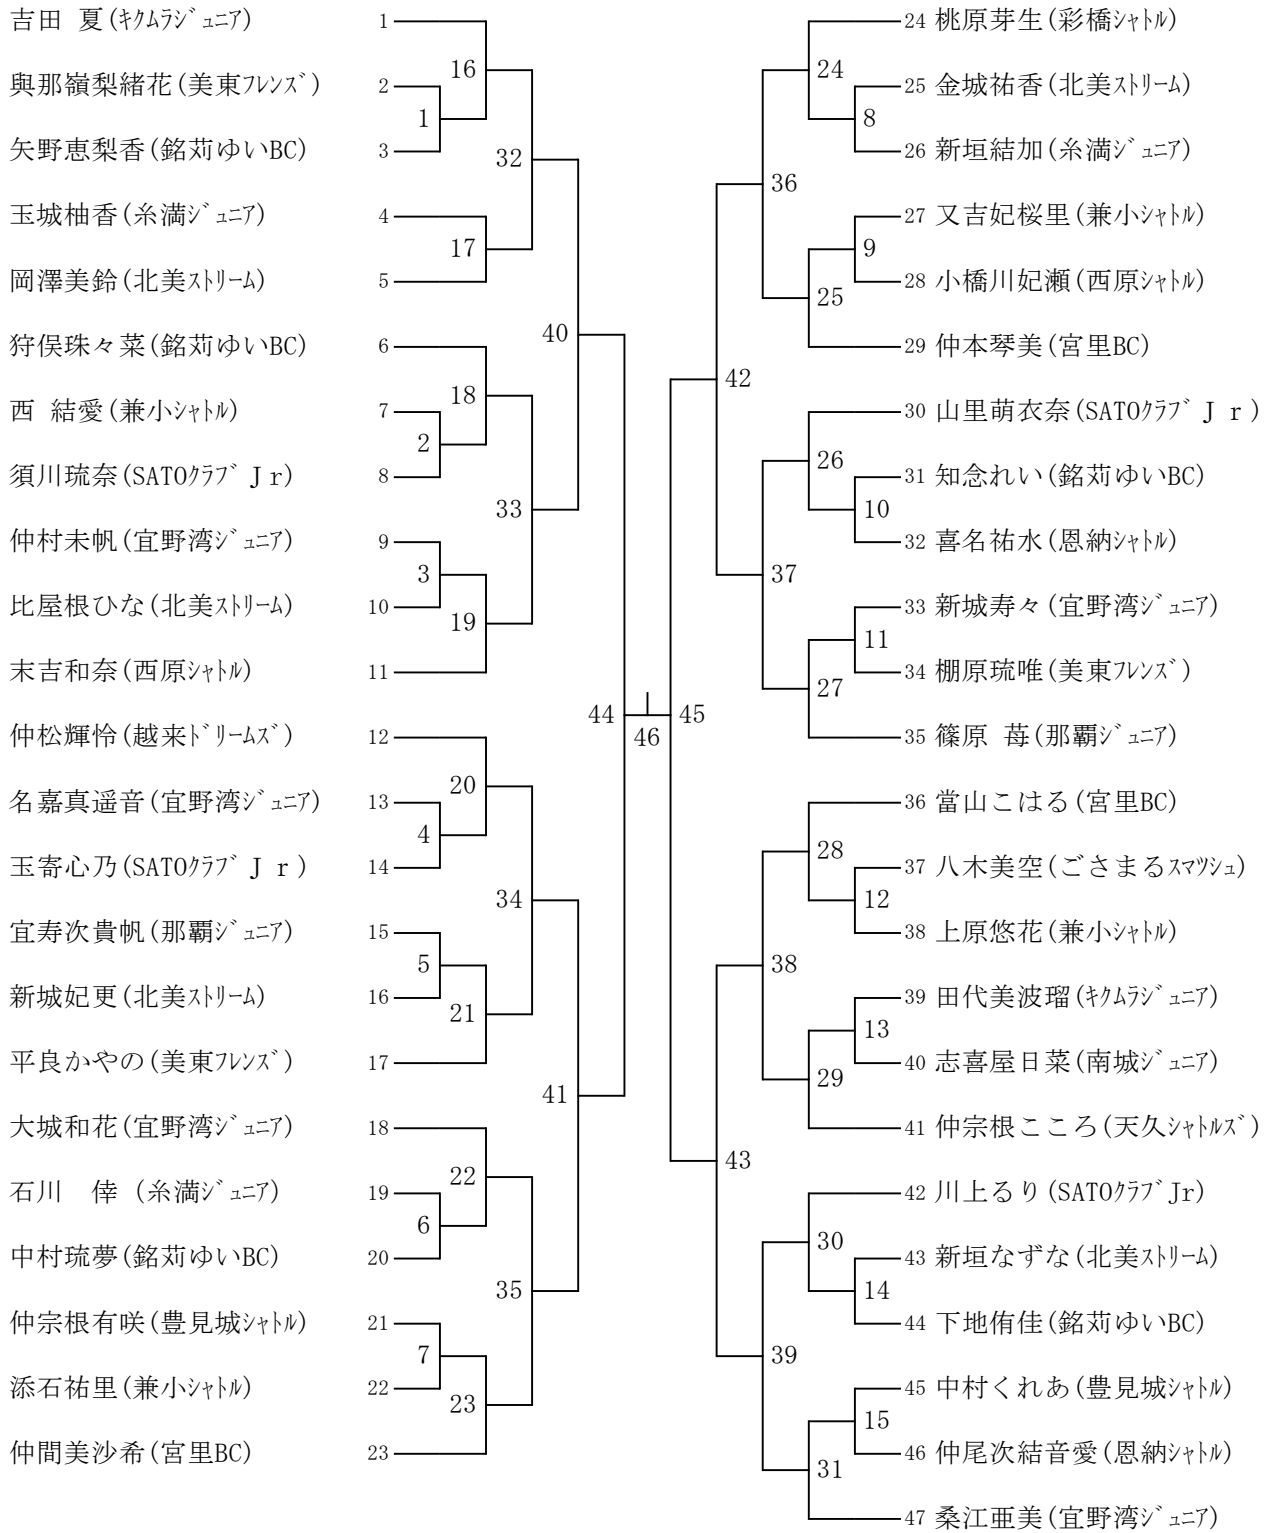 吉田 夏(ｷｸﾑﾗｼﾞｭﾆｱ) 1
與那嶺梨緒花(美東ﾌﾚﾝｽﾞ) 2
矢野恵梨香(銘苅ゆいBC) 3
玉城柚香(糸満ｼﾞｭﾆｱ) 4
岡澤美鈴(北美ｽﾄﾘｰﾑ) 5
狩俣珠々菜(銘苅ゆいBC) 6
西 結愛(兼小ｼｬﾄﾙ) 7
須川琉奈(SATOｸﾗﾌﾞJr) 8
仲村未帆(宜野湾ｼﾞｭﾆｱ) 9
比屋根ひな(北美ｽﾄﾘｰﾑ) 10
末吉和奈(西原ｼｬﾄﾙ) 11
仲松輝怜(越来ﾄﾞﾘｰﾑｽﾞ) 12
名嘉真遥音(宜野湾ｼﾞｭﾆｱ) 13
玉寄心乃(SATOｸﾗﾌﾞＪｒ) 14
宜寿次貴帆(那覇ｼﾞｭﾆｱ) 15
新城妃更(北美ｽﾄﾘｰﾑ) 16
平良かやの(美東ﾌﾚﾝｽﾞ) 17
大城和花(宜野湾ｼﾞｭﾆｱ) 18
石川　倖 (糸満ｼﾞｭﾆｱ) 19
中村琉夢(銘苅ゆいBC) 20
仲宗根有咲(豊見城ｼｬﾄﾙ) 21
添石祐里(兼小ｼｬﾄﾙ) 22
仲間美沙希(宮里BC) 23
1
2
3
4
5
6
7
16
17
18
19
20
21
22
23
32
33
34
35
40
41
44
46
45
42
43
36
37
38
39
24
25
26
27
28
29
30
31
8
9
10
11
12
13
14
15
24 桃原芽生(彩橋ｼｬﾄﾙ)
25 金城祐香(北美ｽﾄﾘｰﾑ)
26 新垣結加(糸満ｼﾞｭﾆｱ)
27 又吉妃桜里(兼小ｼｬﾄﾙ)
28 小橋川妃瀬(西原ｼｬﾄﾙ)
29 仲本琴美(宮里BC)
30 山里萌衣奈(SATOｸﾗﾌﾞＪｒ)
31 知念れい(銘苅ゆいBC)
32 喜名祐水(恩納ｼｬﾄﾙ)
33 新城寿々(宜野湾ｼﾞｭﾆｱ)
34 棚原琉唯(美東ﾌﾚﾝｽﾞ)
35 篠原 苺(那覇ｼﾞｭﾆｱ)
36 當山こはる(宮里BC)
37 八木美空(ごさまるｽﾏｯｼｭ)
38 上原悠花(兼小ｼｬﾄﾙ)
39 田代美波瑠(ｷｸﾑﾗｼﾞｭﾆｱ)
40 志喜屋日菜(南城ｼﾞｭﾆｱ)
41 仲宗根こころ(天久ｼｬﾄﾙｽﾞ)
42 川上るり(SATOｸﾗﾌﾞJr)
43 新垣なずな(北美ｽﾄﾘｰﾑ)
44 下地侑佳(銘苅ゆいBC)
45 中村くれあ(豊見城ｼｬﾄﾙ)
46 仲尾次結音愛(恩納ｼｬﾄﾙ)
47 桑江亜美(宜野湾ｼﾞｭﾆｱ)